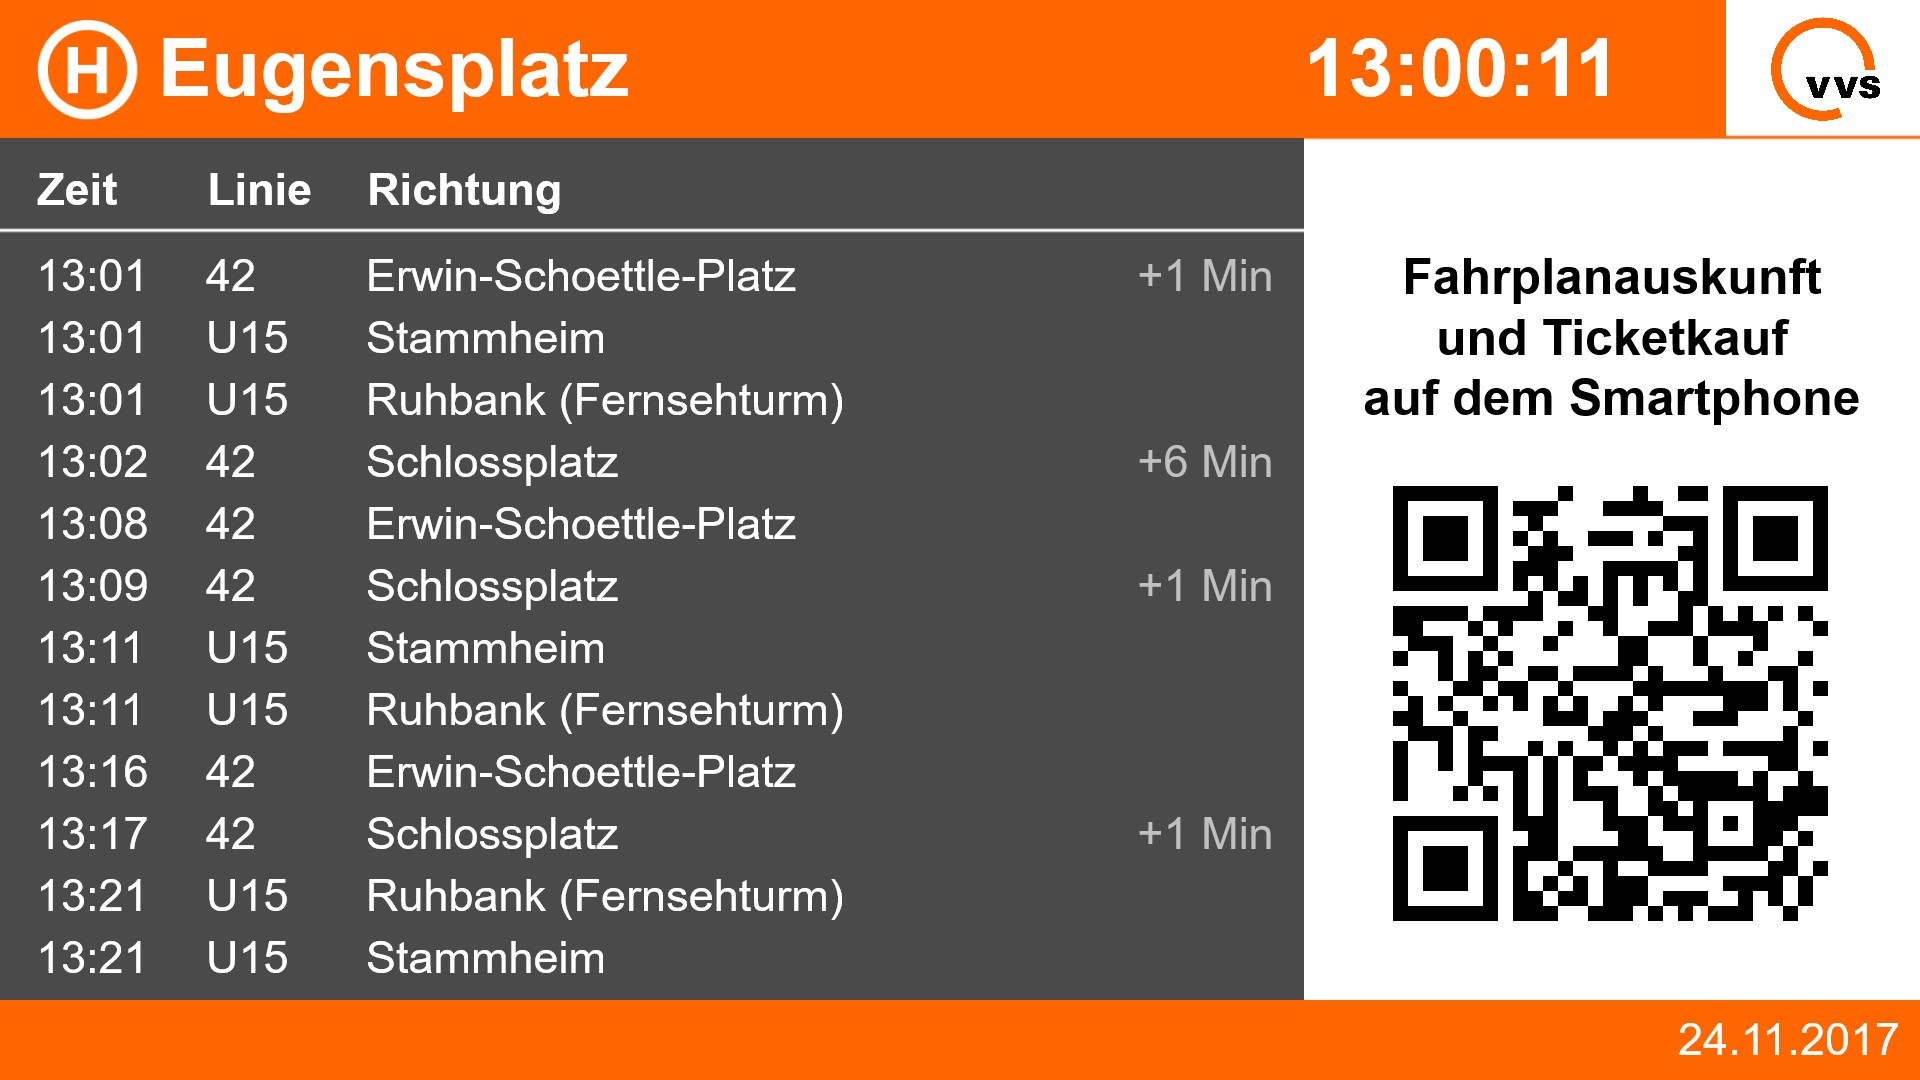 H Eugensplatz 13:00:11 vvs
Zeit Linie Richtung
13:01 42 Erwin-Schoettle-Platz +1 Min
13:01 U15 Stammheim
13:01 U15 Ruhbank (Fernsehturm)
13:02 42 Schlossplatz +6 Min
13:08 42 Erwin-Schoettle-Platz
13:09 42 Schlossplatz +1 Min
13:11 U15 Stammheim
13:11 U15 Ruhbank (Fernsehturm)
13:16 42 Erwin-Schoettle-Platz
13:17 42 Schlossplatz +1 Min
13:21 U15 Ruhbank (Fernsehturm)
13:21 U15 Stammheim
Fahrplanauskunft
und Ticketkauf
auf dem Smartphone
24.11.2017